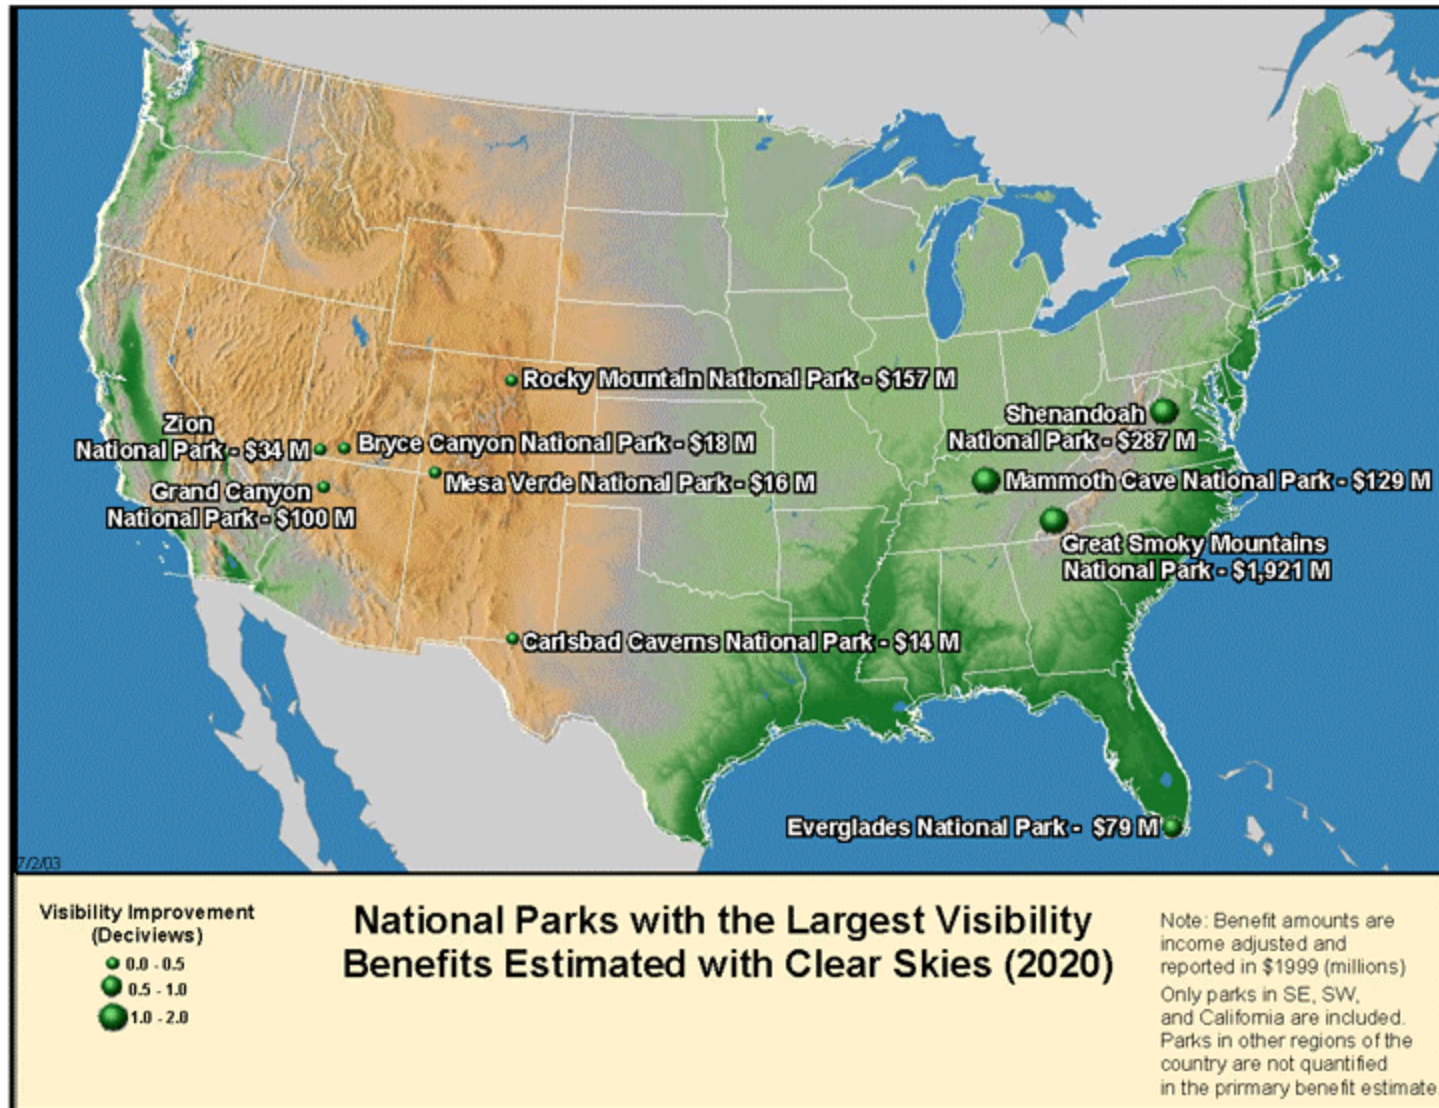 Rocky Mountain National Park - $157 M
Zion
National Park - $34 M
Bryce Canyon National Park - $18 M
Mesa Verde National Park - $16 M
Grand Canyon
National Park - $100 M
Shenandoah
National Park - $287 M
Mammoth Cave National Park - $129 M
Great Smoky Mountains
National Park - $1,921 M
Carlsbad Caverns National Park - $14 M
Everglades National Park - $79 M
7/2/03
Visibility Improvement
(Deciviews)
0.0 - 0.5
0.5 - 1.0
1.0 - 2.0
National Parks with the Largest Visibility
Benefits Estimated with Clear Skies (2020)
Note: Benefit amounts are
income adjusted and
reported in $1999 (millions)
Only parks in SE, SW,
and California are included.
Parks in other regions of the
country are not quantified
in the prirmary benefit estimate